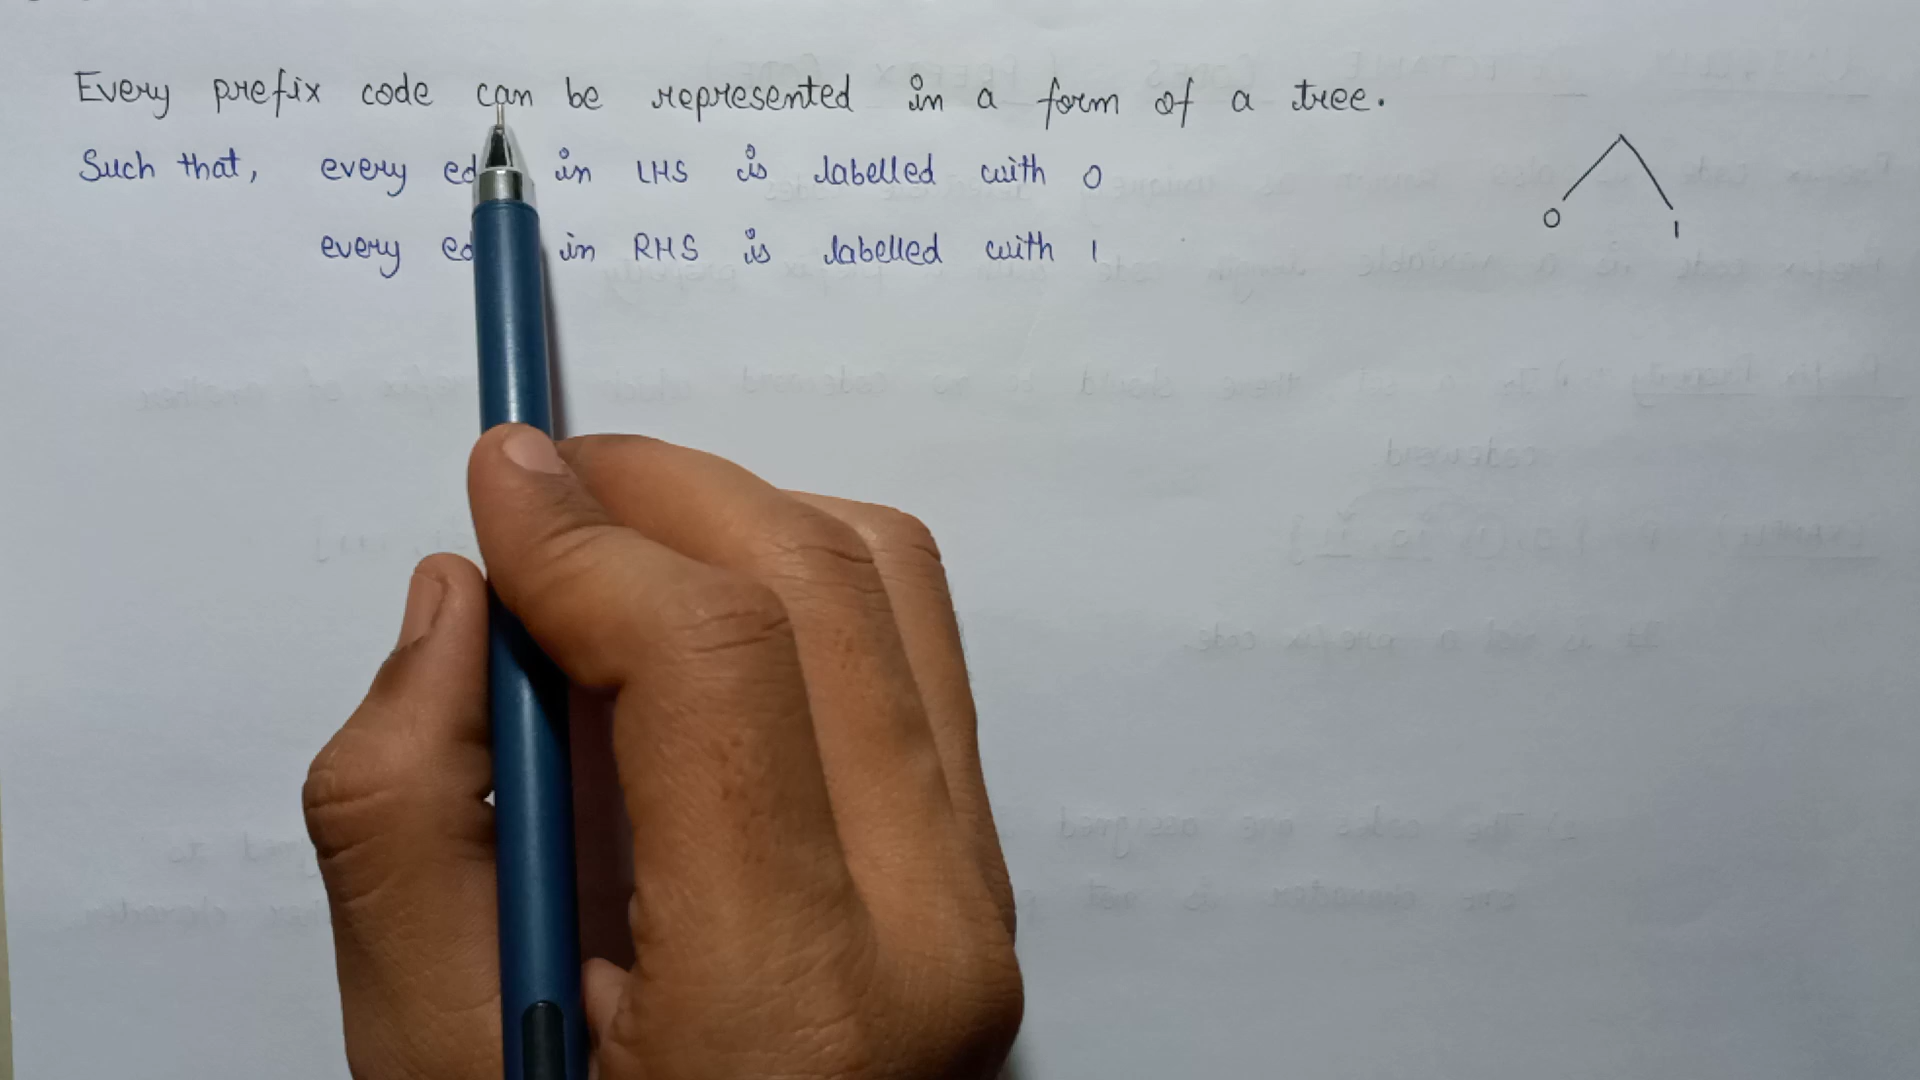 Every prefix code can be represented in a form of a tree.
Such that, every in LHS is labelled with 0
every in RHS is labelled with 1
0
1